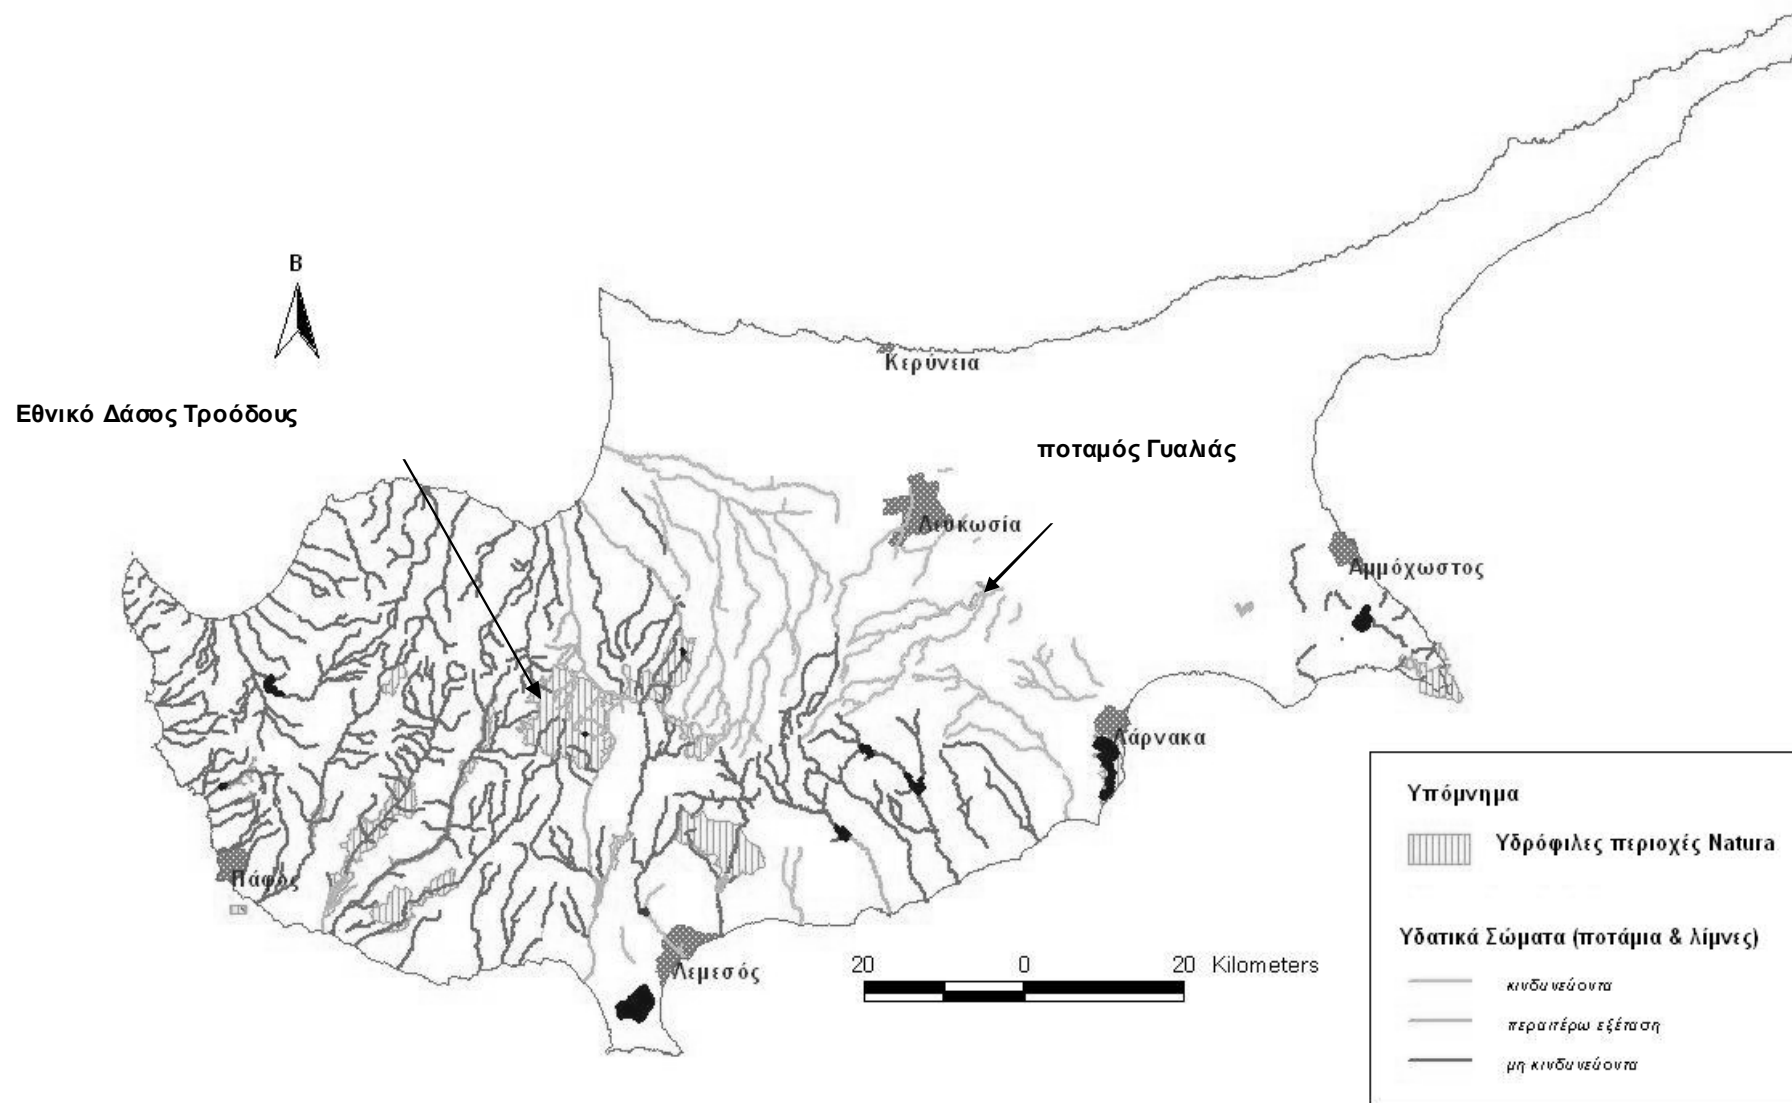 Β
Κερύνεια
Εθνικό Δάσος Τροόδους
ποταμός Γυαλιάς
Λευκωσία
Αμμόχωστος
Λάρνακα
Πάφος
Λεμεσός
20 0 20 Kilometers
Υπόμνημα
Υδρόφιλες περιοχές Natura
Υδατικά Σώματα (ποτάμια & λίμνες)
κινδυνεύοντα
περαιτέρω εξέταση
μη κινδυνεύοντα